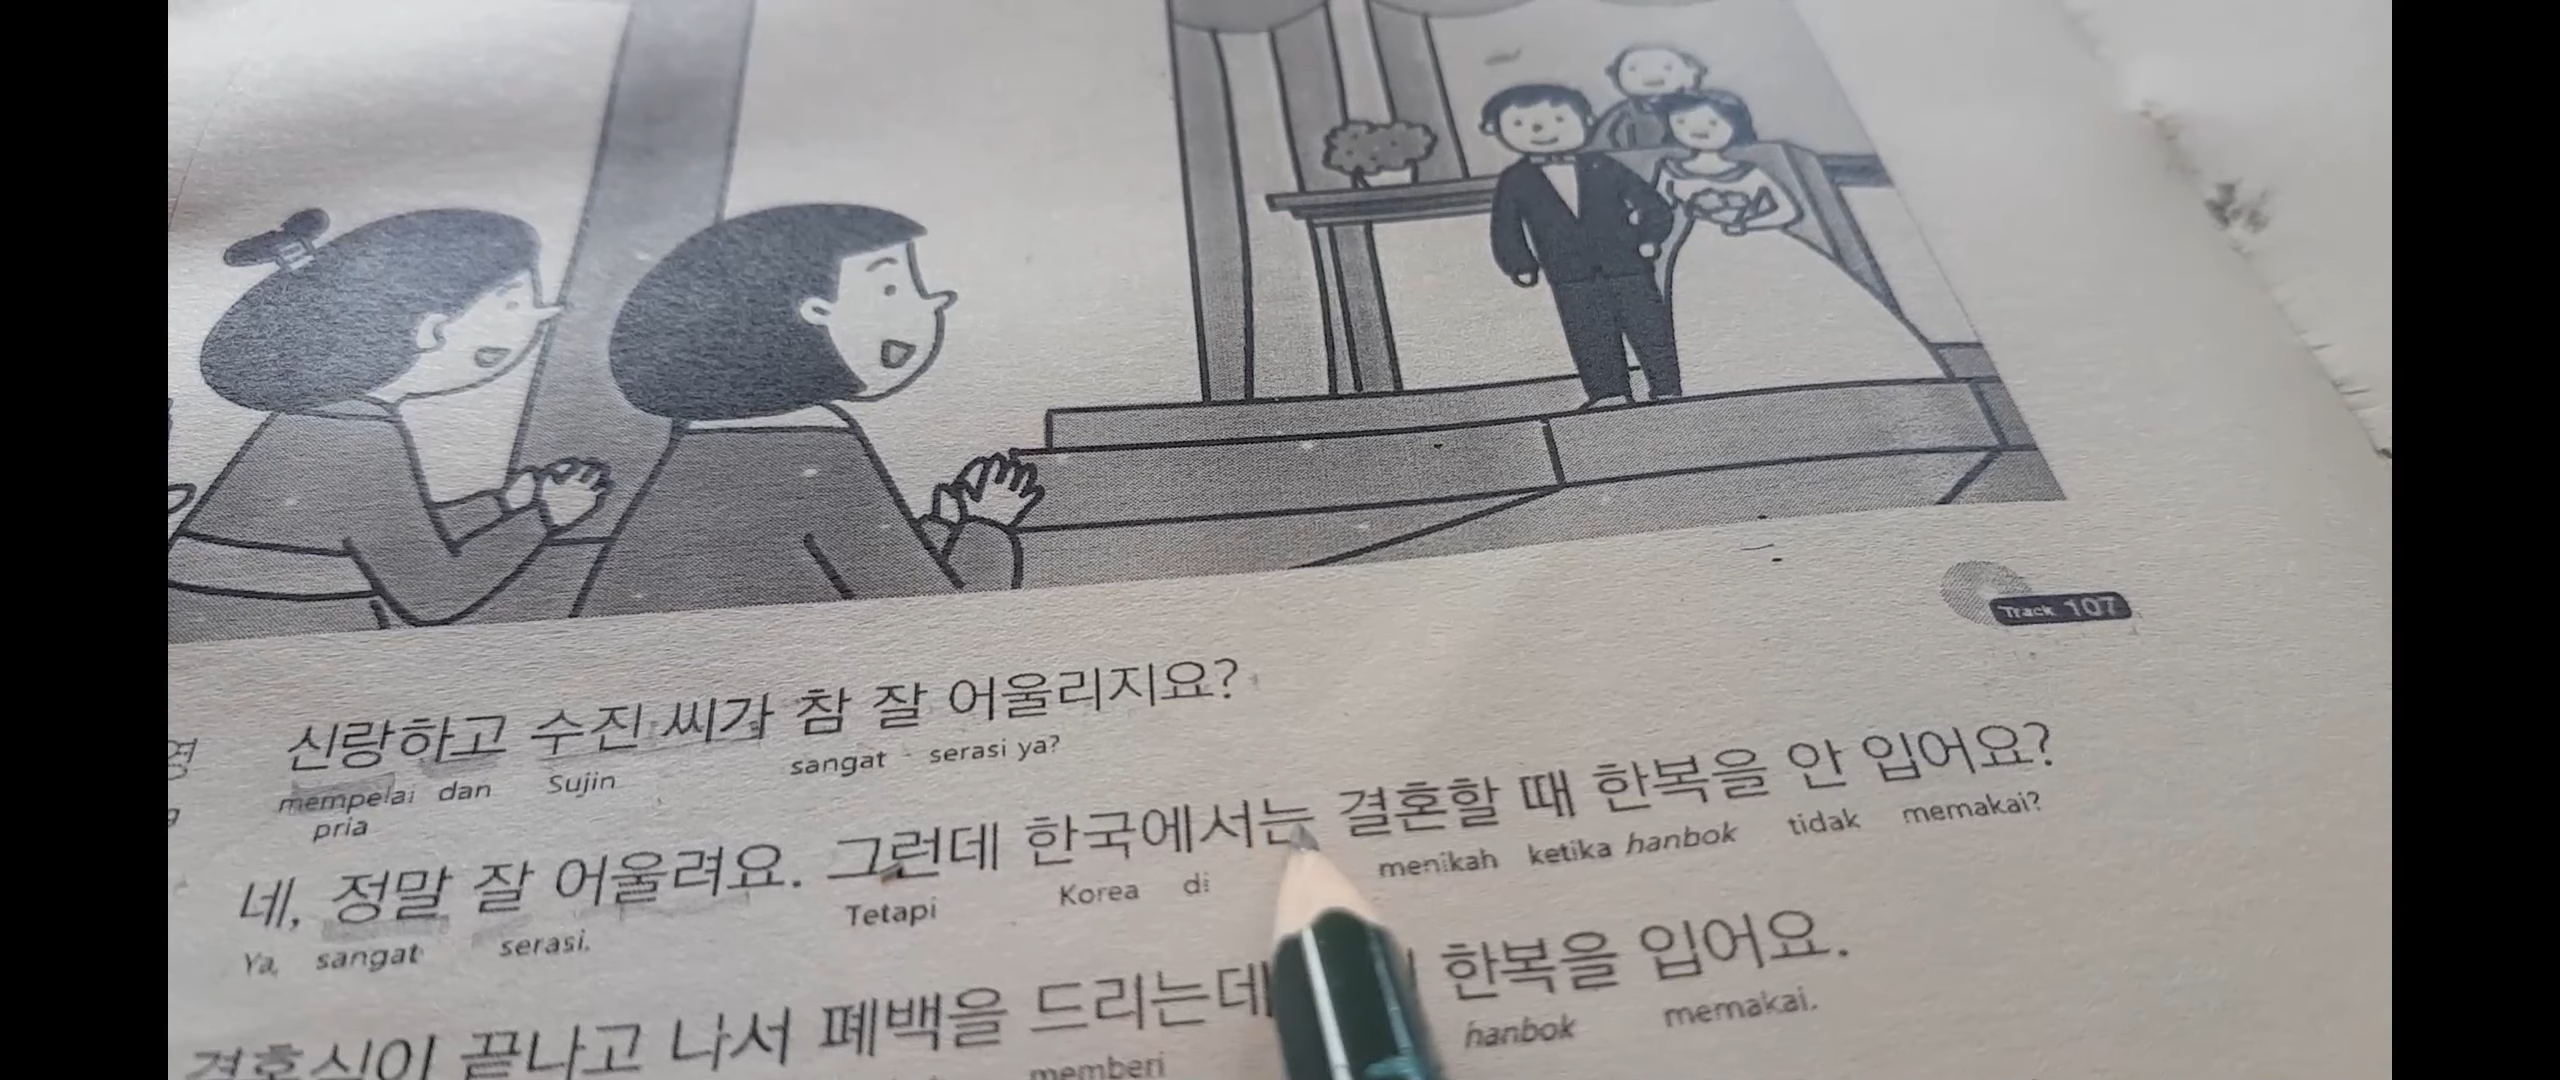 Track 107
신랑하고 수진 씨가 참 잘 어울리지요?
mempelai dan Sujin sangat serasi ya?
pria
네, 정말 잘 어울려요. 그런데 한국에서는 결혼할 때 한복을 안 입어요?
Ya, sangat serasi. Tetapi Korea di menikah ketika hanbok tidak memakai?
결혼식이 끝나고 나서 폐백을 드리는데 한복을 입어요.
memberi hanbok memakai.